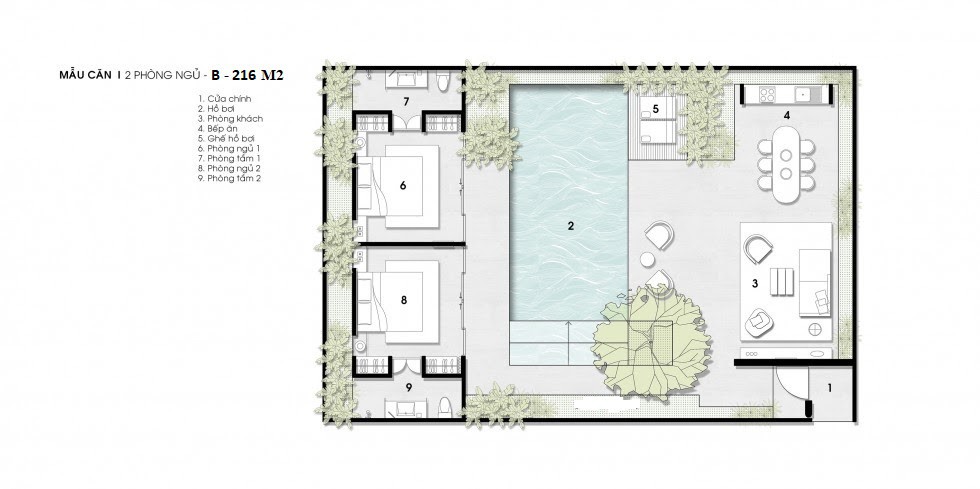 MẪU CĂN I 2 PHÒNG NGỦ - B - 216 M2
1. Cửa chính
2. Hồ bơi
3. Phòng khách
4. Bếp ăn
5. Ghế hồ bơi
6. Phòng ngủ 1
7. Phòng tắm 1
8. Phòng ngủ 2
9. Phòng tắm 2
7
5
4
6
2
3
8
9
1